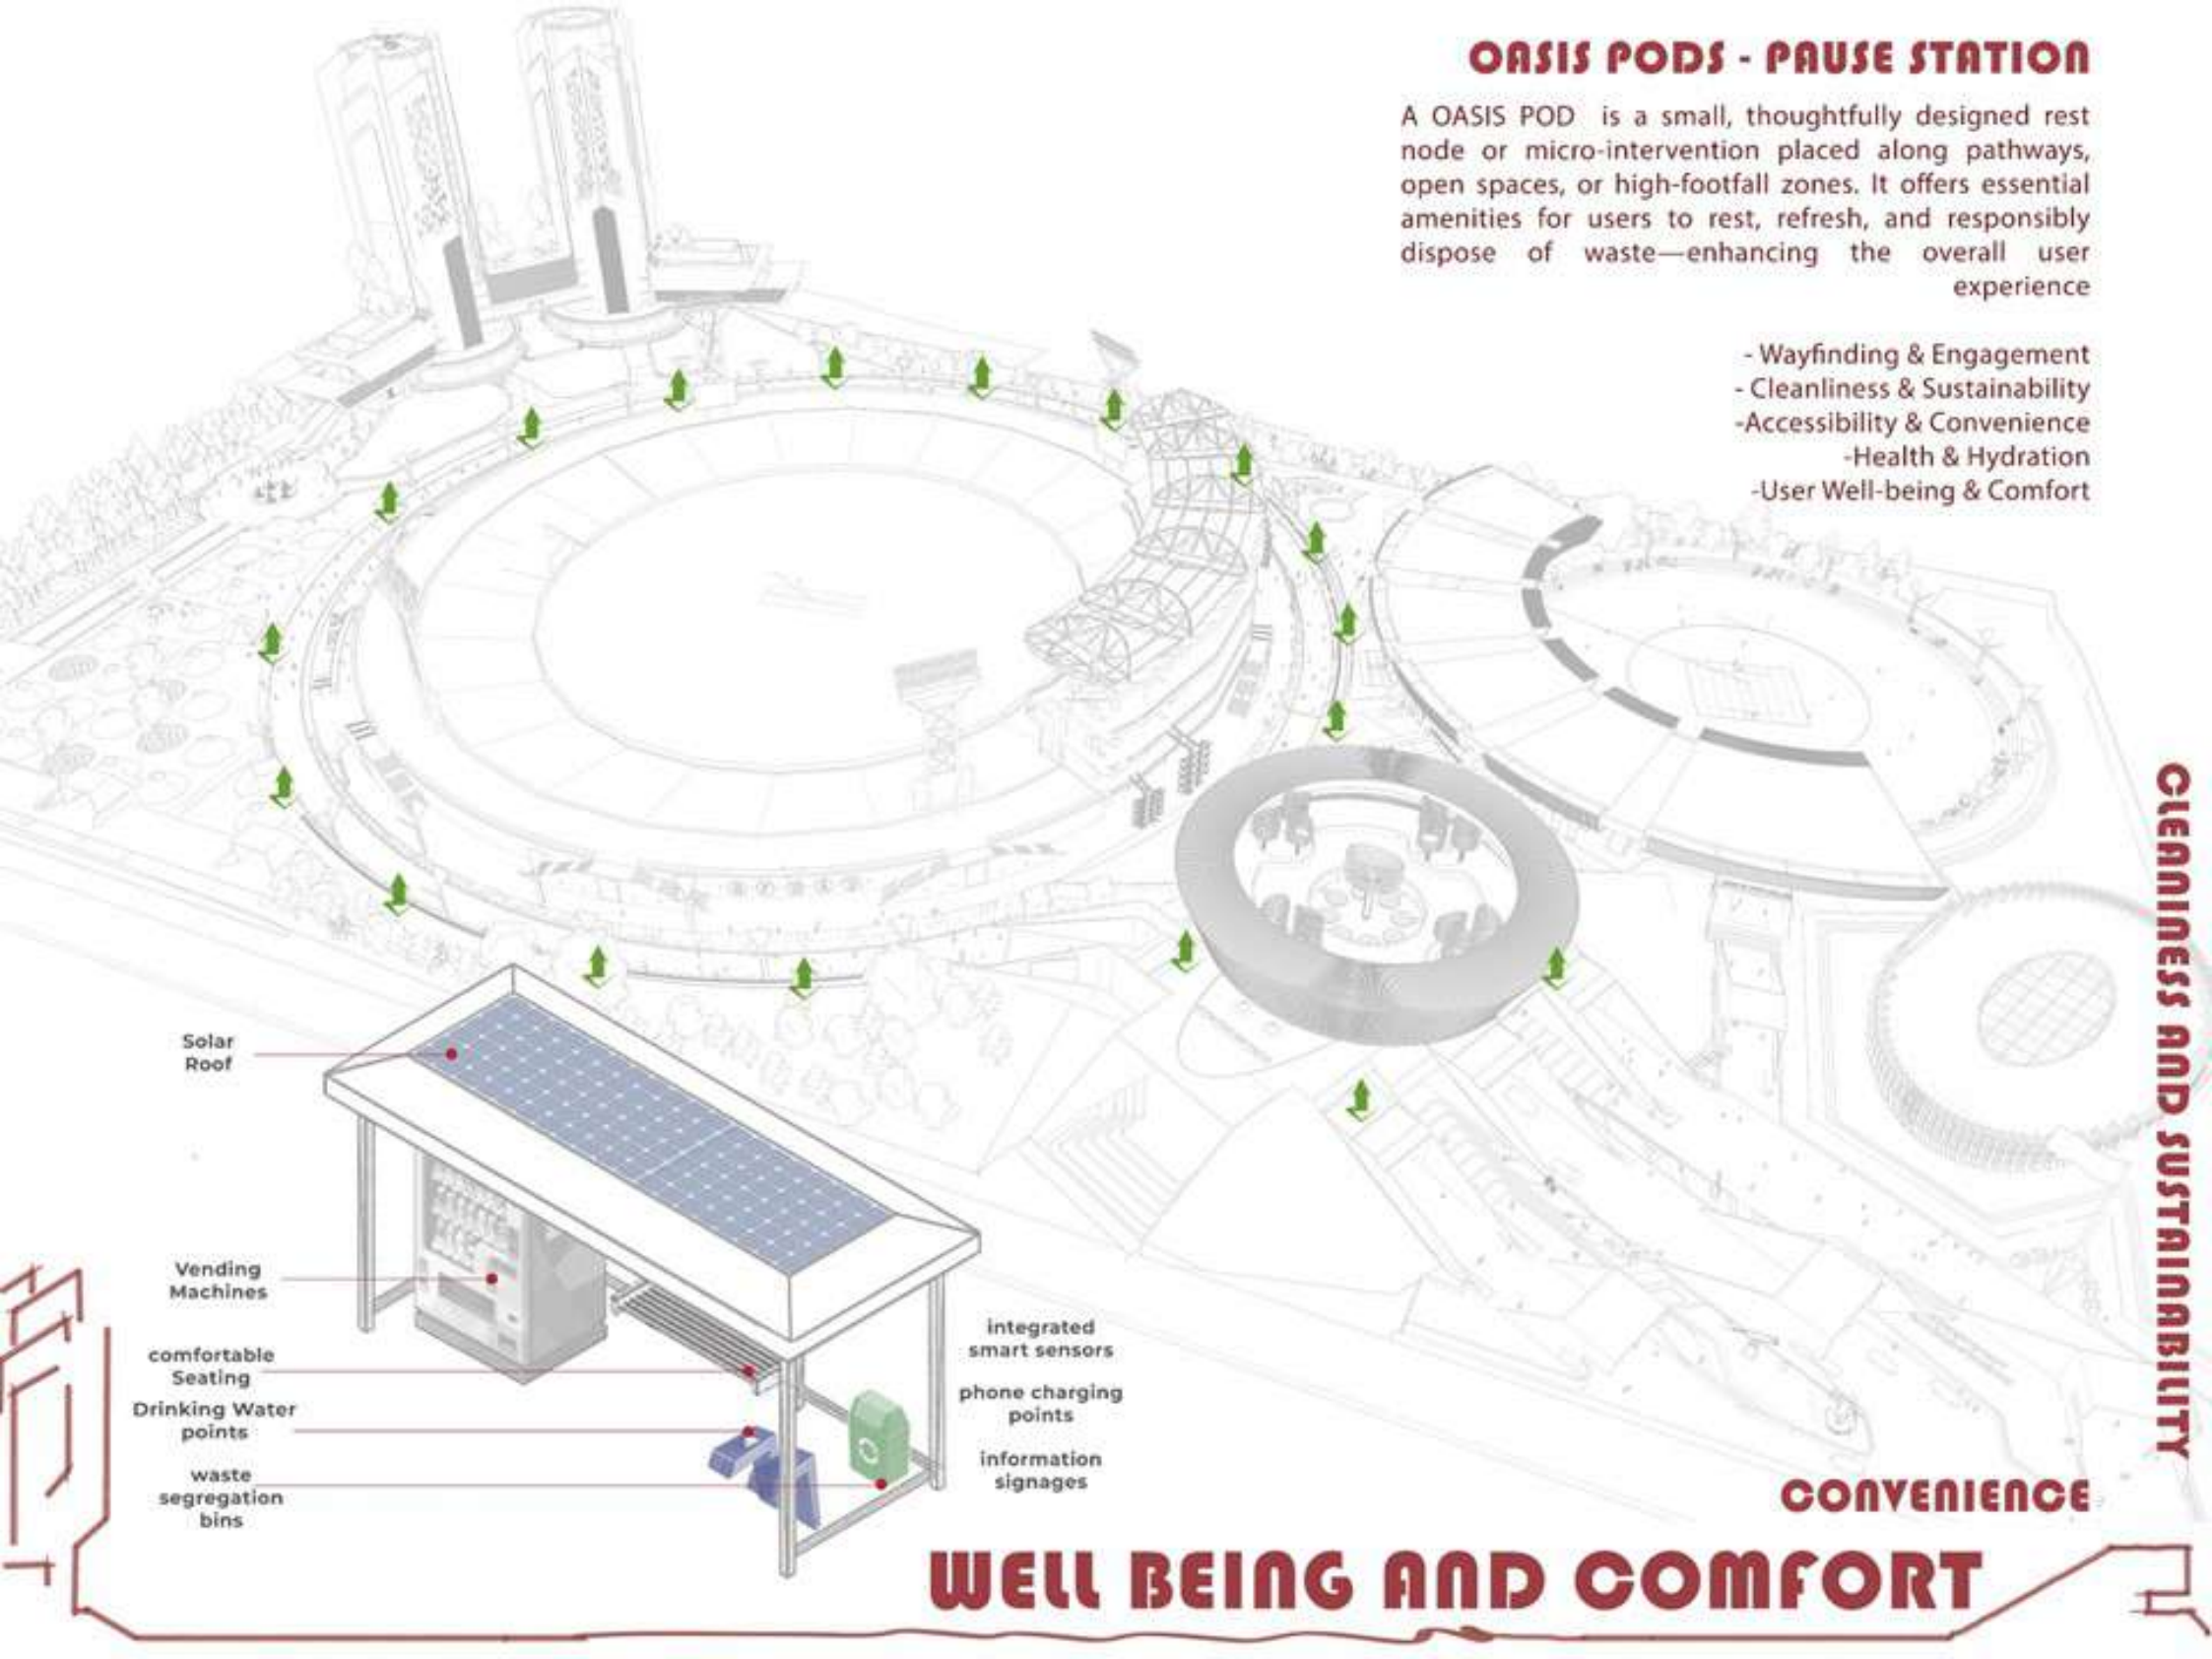 OASIS PODS - PAUSE STATION
A OASIS POD is a small, thoughtfully designed rest
node or micro-intervention placed along pathways,
open spaces, or high-footfall zones. It offers essential
amenities for users to rest, refresh, and responsibly
dispose of waste—enhancing the overall user
experience
- Wayfinding & Engagement
- Cleanliness & Sustainability
-Accessibility & Convenience
-Health & Hydration
-User Well-being & Comfort
Solar
Roof
Vending
Machines
comfortable
Seating
Drinking Water
points
waste
segregation
bins
integrated
smart sensors
phone charging
points
information
signages
CLEANLINESS AND SUSTAINABILITY
CONVENIENCE
WELL BEING AND COMFORT